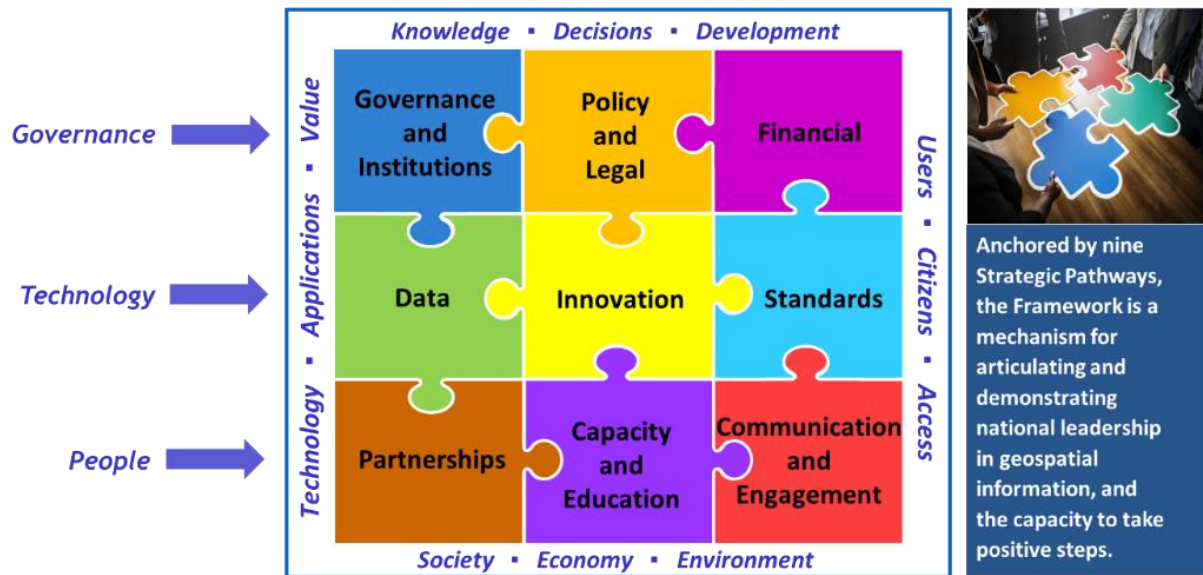 Knowledge ▪ Decisions ▪ Development
Governance
Technology
People
Technology ▪ Applications ▪ Value
Governance
and
Institutions
Policy
and
Legal
Financial
Data
Innovation
Standards
Partnerships
Capacity
and
Education
Communication
and
Engagement
Users ▪ Citizens ▪ Access
Society ▪ Economy ▪ Environment
Anchored by nine
Strategic Pathways,
the Framework is a
mechanism for
articulating and
demonstrating
national leadership
in geospatial
information, and
the capacity to take
positive steps.